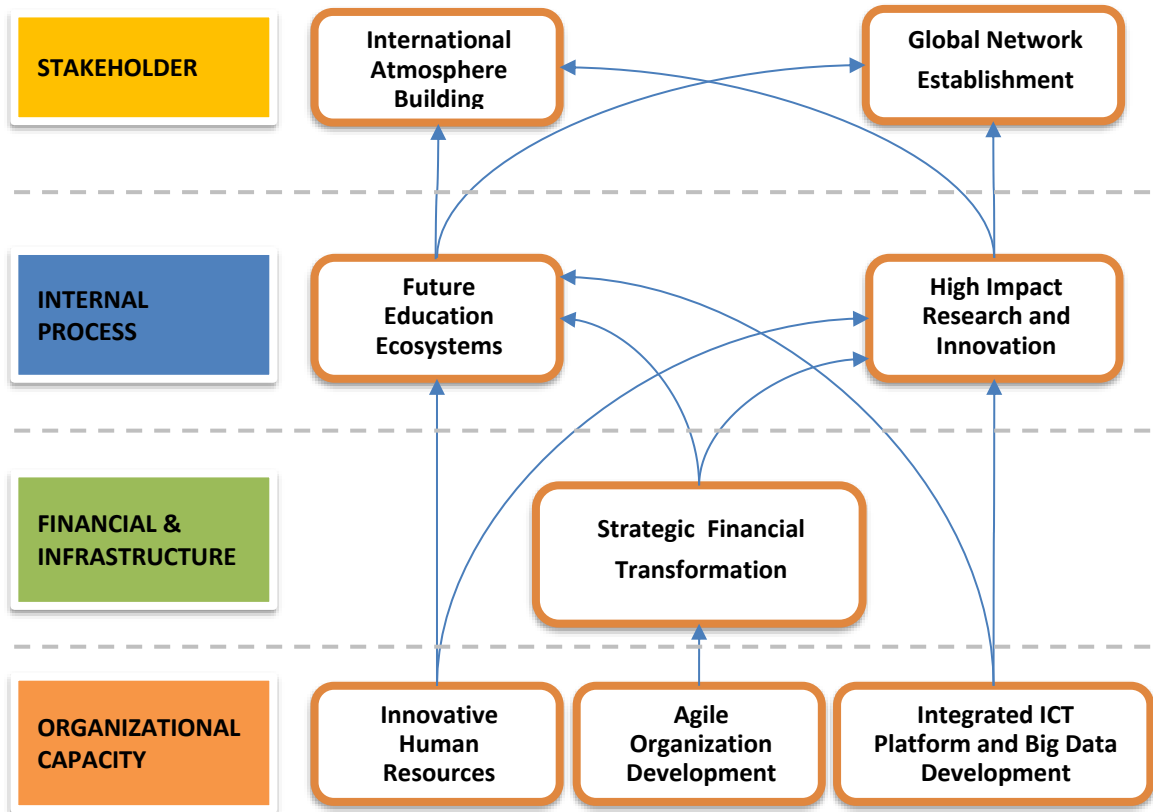 STAKEHOLDER
International
Atmosphere
Building
Global Network
Establishment
INTERNAL
PROCESS
Future
Education
Ecosystems
High Impact
Research and
Innovation
FINANCIAL &
INFRASTRUCTURE
Strategic Financial
Transformation
ORGANIZATIONAL
CAPACITY
Innovative
Human
Resources
Agile
Organization
Development
Integrated ICT
Platform and Big Data
Development